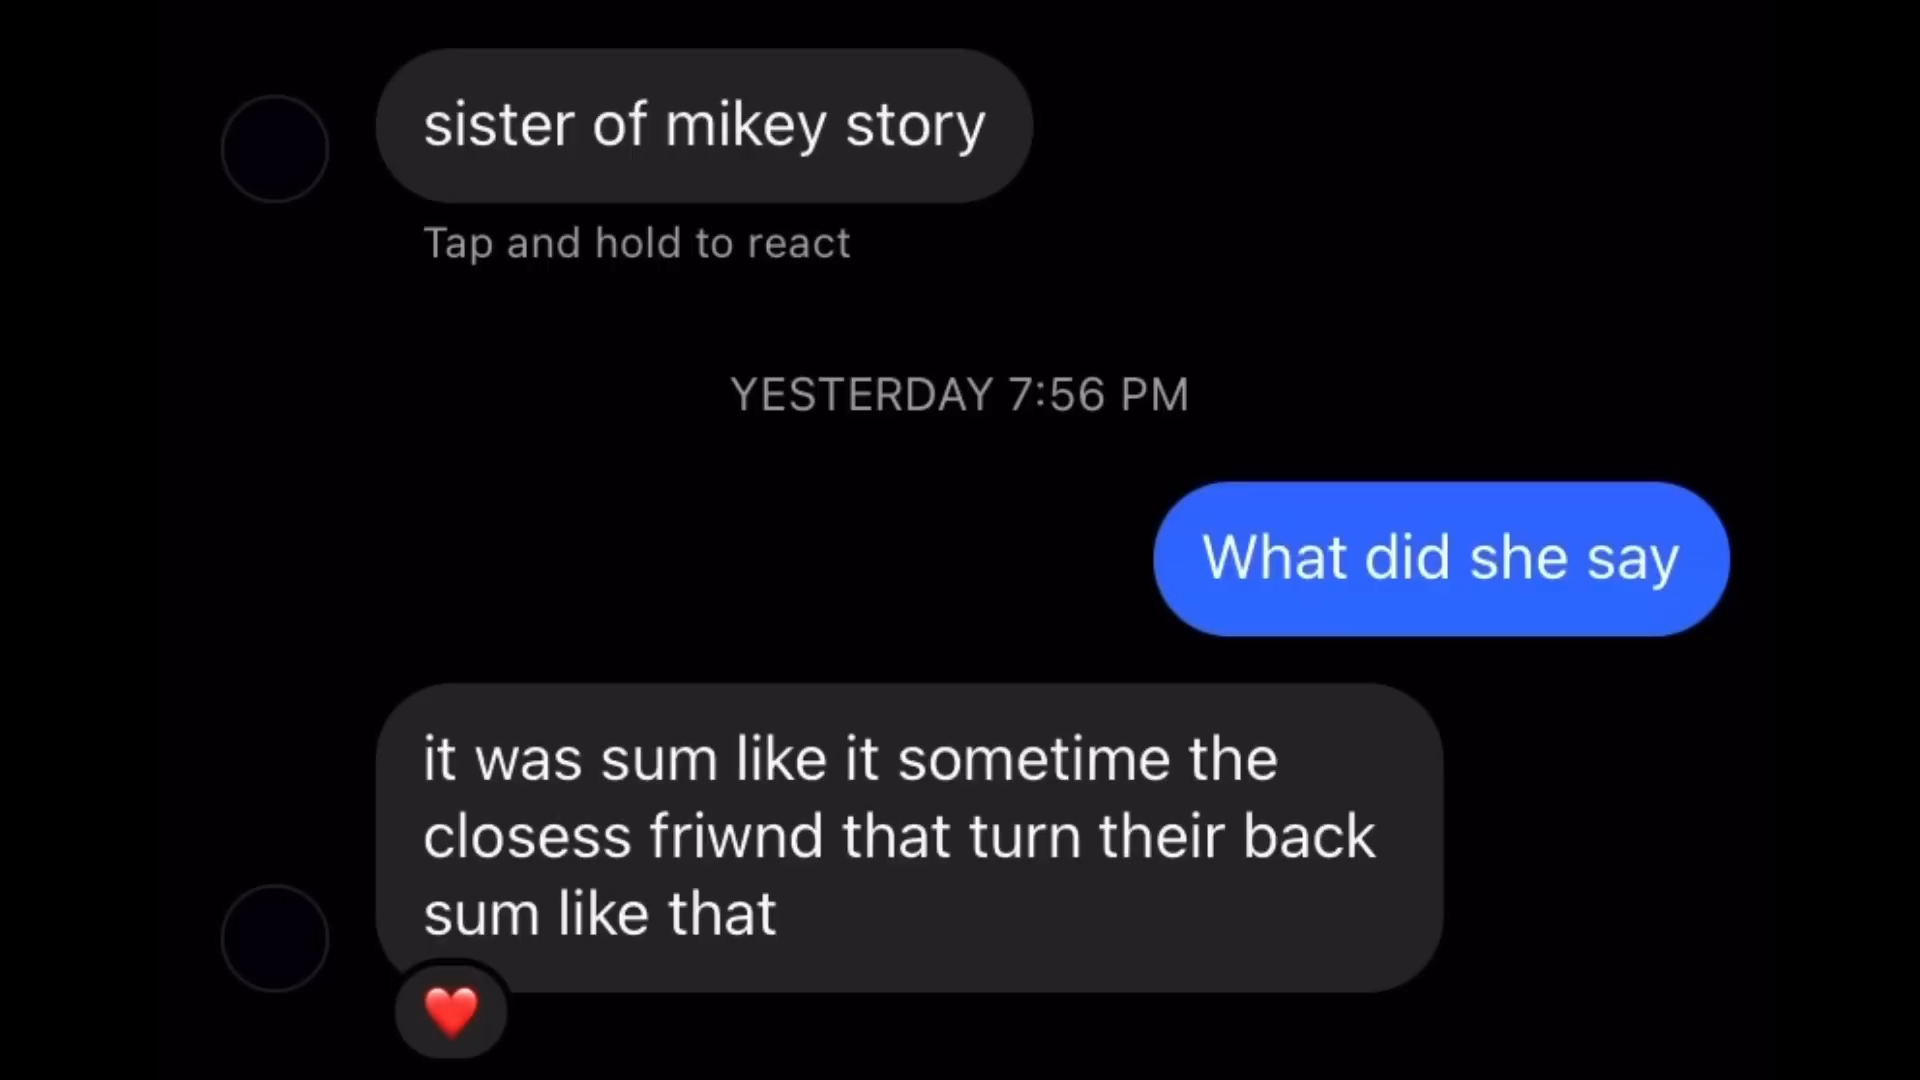 sister of mikey story
Tap and hold to react
YESTERDAY 7:56 PM
What did she say
it was sum like it sometime the
closess friwnd that turn their back
sum like that